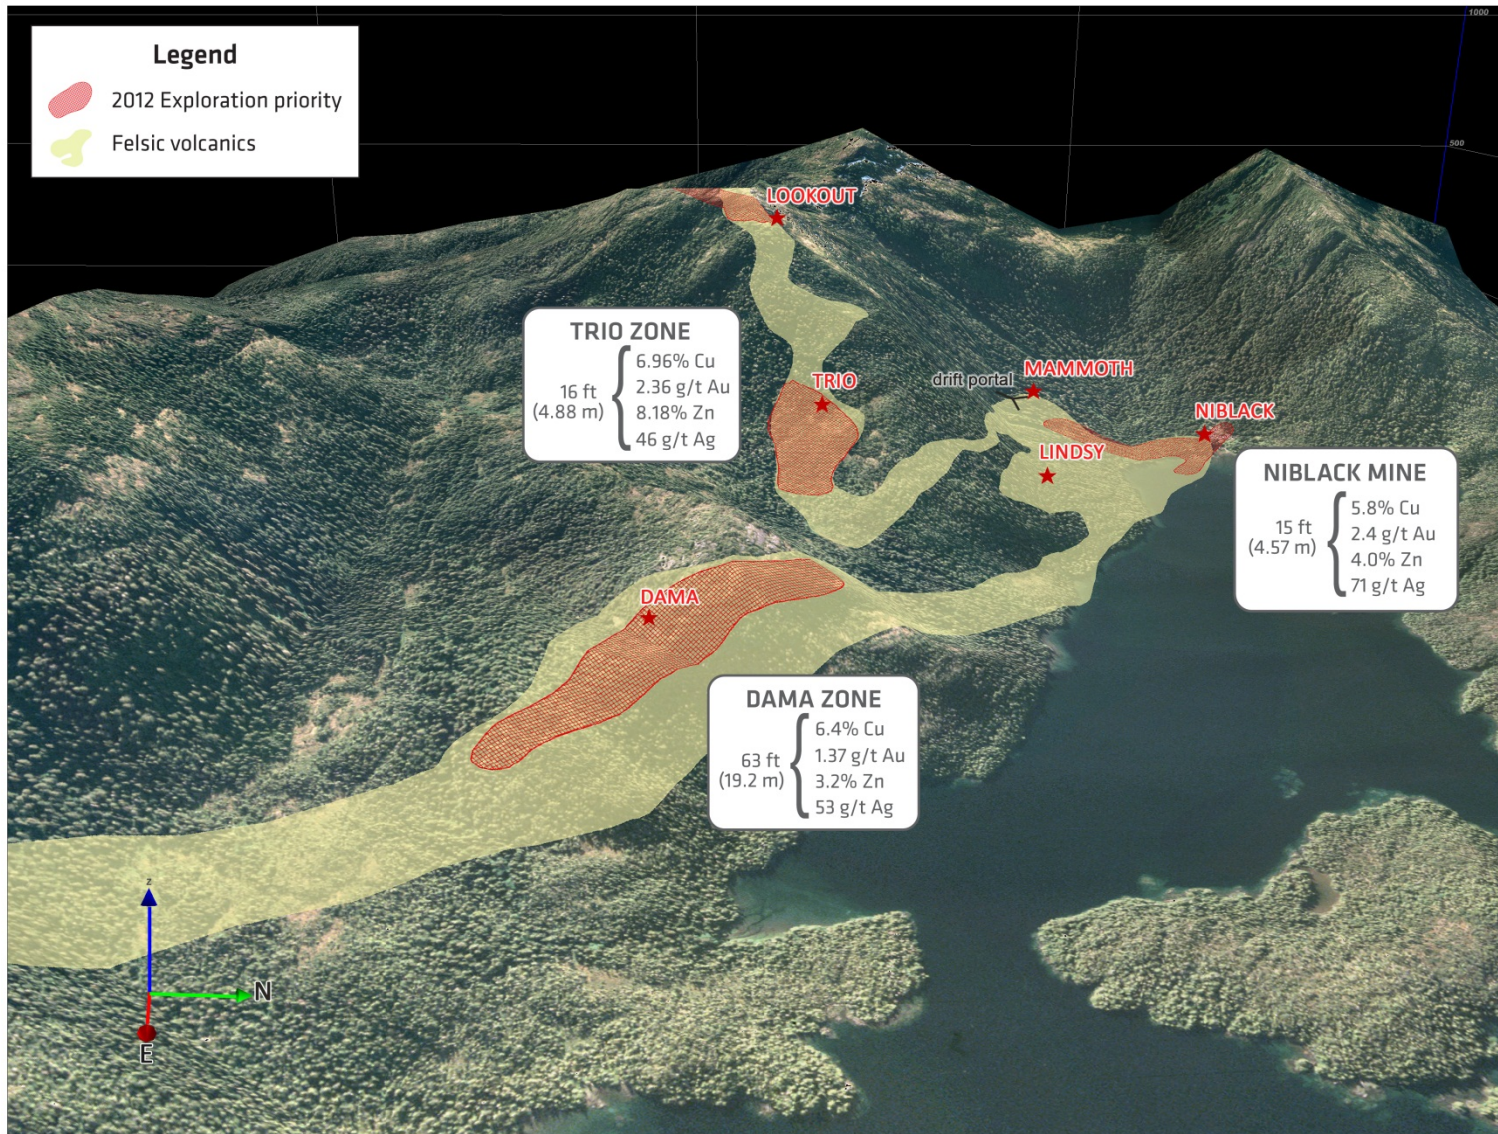 Legend
2012 Exploration priority
Felsic volcanics
1000
500
LOOKOUT
TRIO ZONE
16 ft
(4.88 m)
6.96% Cu
2.36 g/t Au
8.18% Zn
46 g/t Ag
TRIO
drift portal
MAMMOTH
NIBLACK
LINDSY
NIBLACK MINE
15 ft
(4.57 m)
5.8% Cu
2.4 g/t Au
4.0% Zn
71 g/t Ag
DAMA
DAMA ZONE
63 ft
(19.2 m)
6.4% Cu
1.37 g/t Au
3.2% Zn
53 g/t Ag
z
N
E